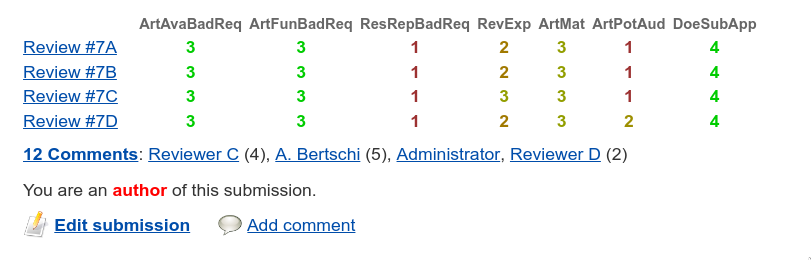 ArtAvaBadReq ArtFunBadReq ResRepBadReq RevExp ArtMat ArtPotAud DoeSubApp
Review #7A 3 3 1 2 3 1 4
Review #7B 3 3 1 2 3 1 4
Review #7C 3 3 1 3 3 1 4
Review #7D 3 3 1 2 3 2 4
12 Comments: Reviewer C (4), A. Bertschi (5), Administrator, Reviewer D (2)
You are an author of this submission.
Edit submission Add comment